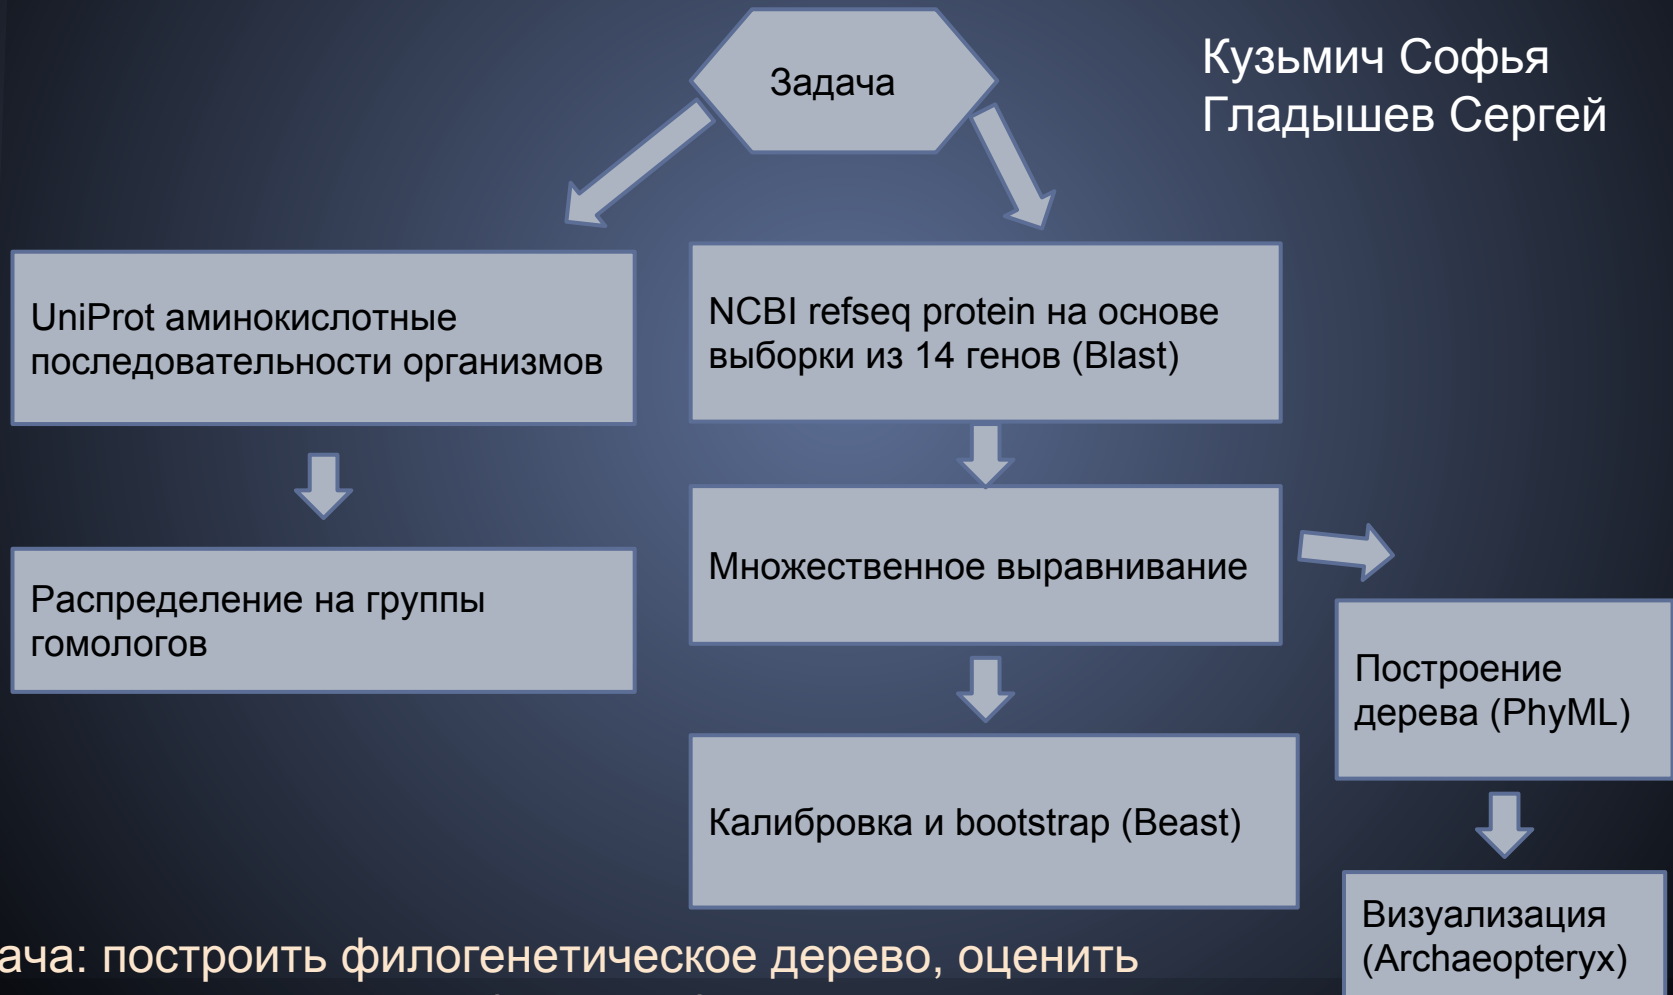 Задача
Кузьмич Софья
Гладышев Сергей
UniProt аминокислотные
последовательности организмов
NCBI refseq protein на основе
выборки из 14 генов (Blast)
Распределение на группы
гомологов
Множественное выравнивание
Построение
дерева (PhyML)
Калибровка и bootstrap (Beast)
Визуализация
(Archaeopteryx)
ача: построить филогенетическое дерево, оценить